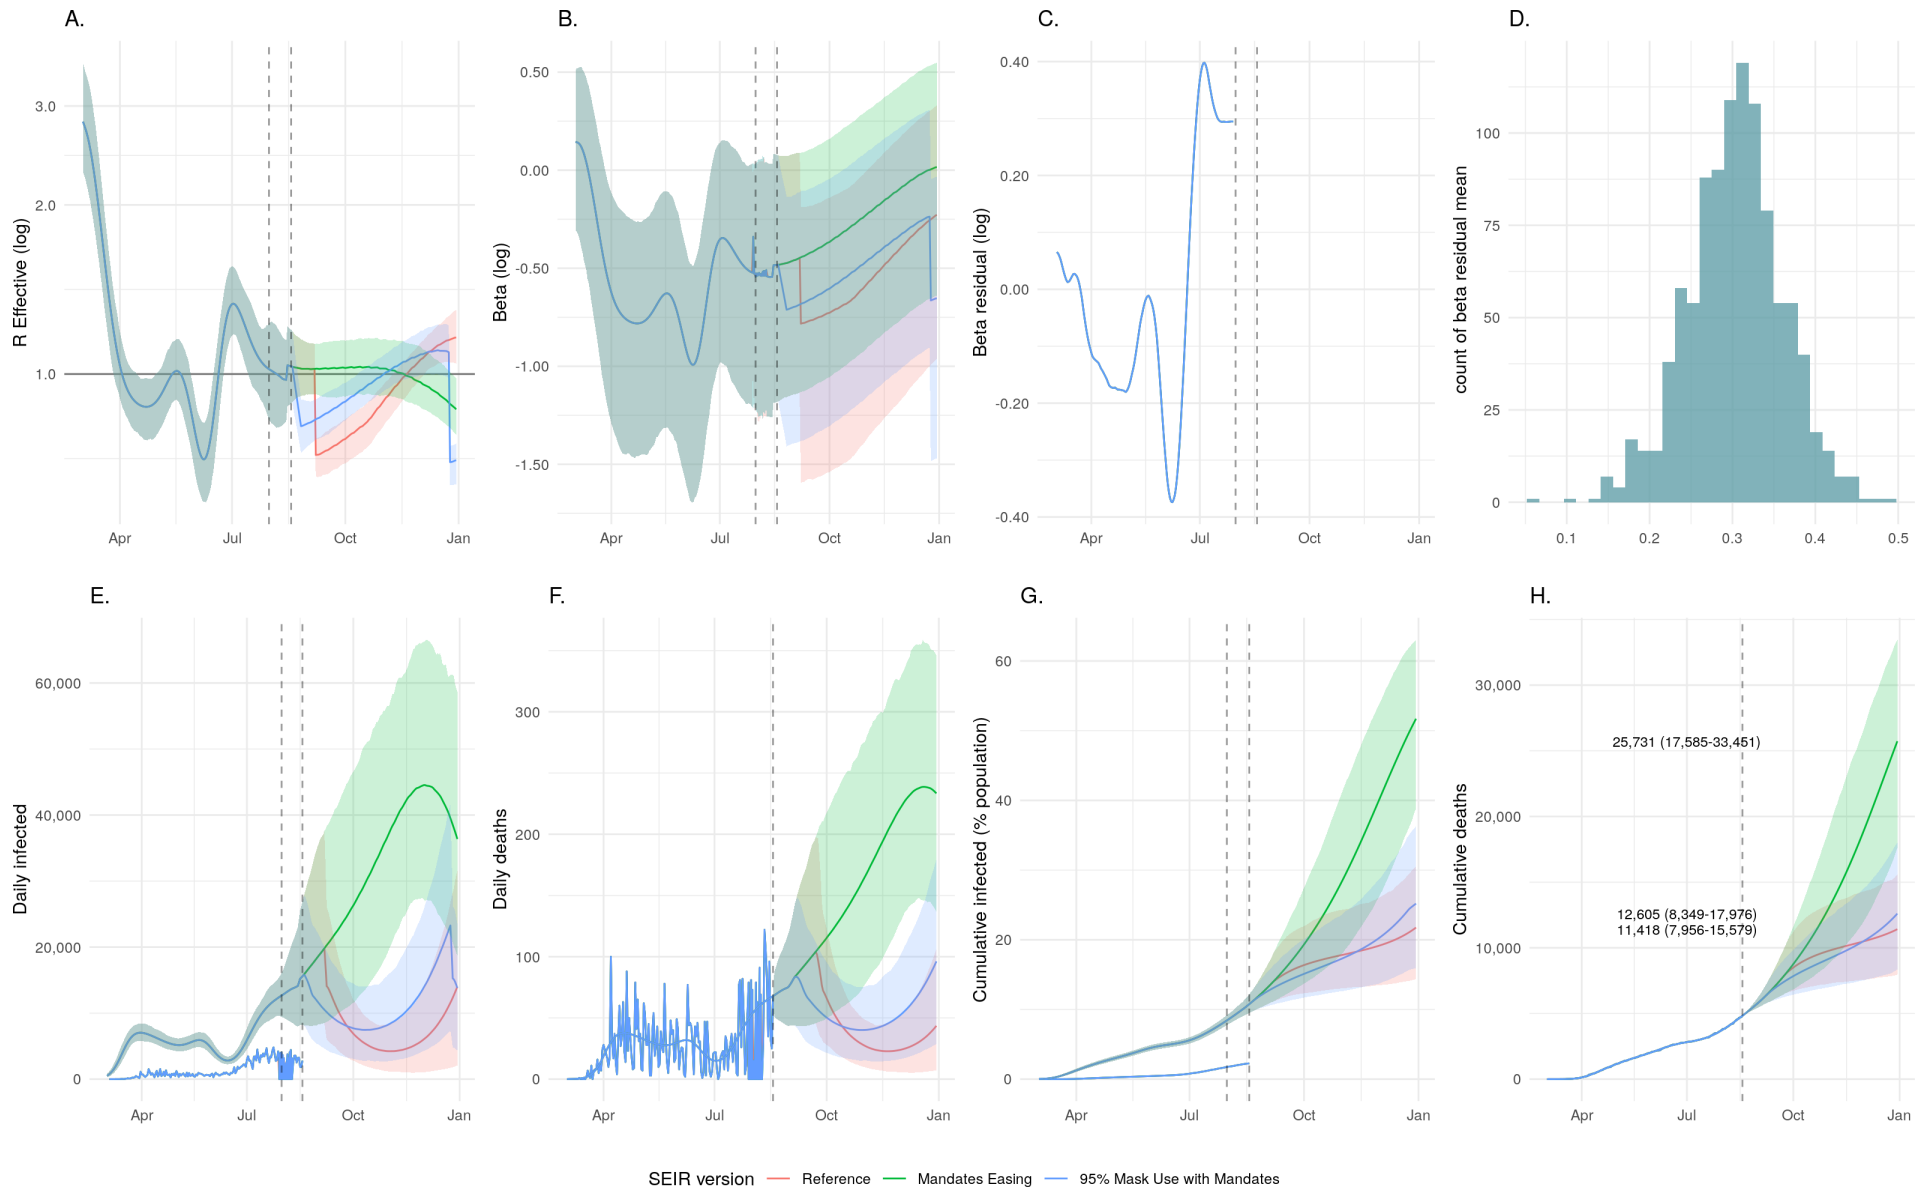 A.
R Effective (log)
3.0
2.0
1.0
Apr Jul Oct Jan
B.
Beta (log)
0.50
0.00
-0.50
-1.00
-1.50
Apr Jul Oct Jan
C.
Beta residual (log)
0.40
0.20
0.00
-0.20
-0.40
Apr Jul Oct Jan
D.
count of beta residual mean
100
75
50
25
0
0.1 0.2 0.3 0.4 0.5
E.
Daily infected
60,000
40,000
20,000
0
Apr Jul Oct Jan
F.
Daily deaths
300
200
100
0
Apr Jul Oct Jan
G.
Cumulative infected (% population)
60
40
20
0
Apr Jul Oct Jan
H.
Cumulative deaths
30,000
20,000
10,000
0
25,731 (17,585-33,451)
12,605 (8,349-17,976)
11,418 (7,956-15,579)
Apr Jul Oct Jan
SEIR version Reference Mandates Easing 95% Mask Use with Mandates